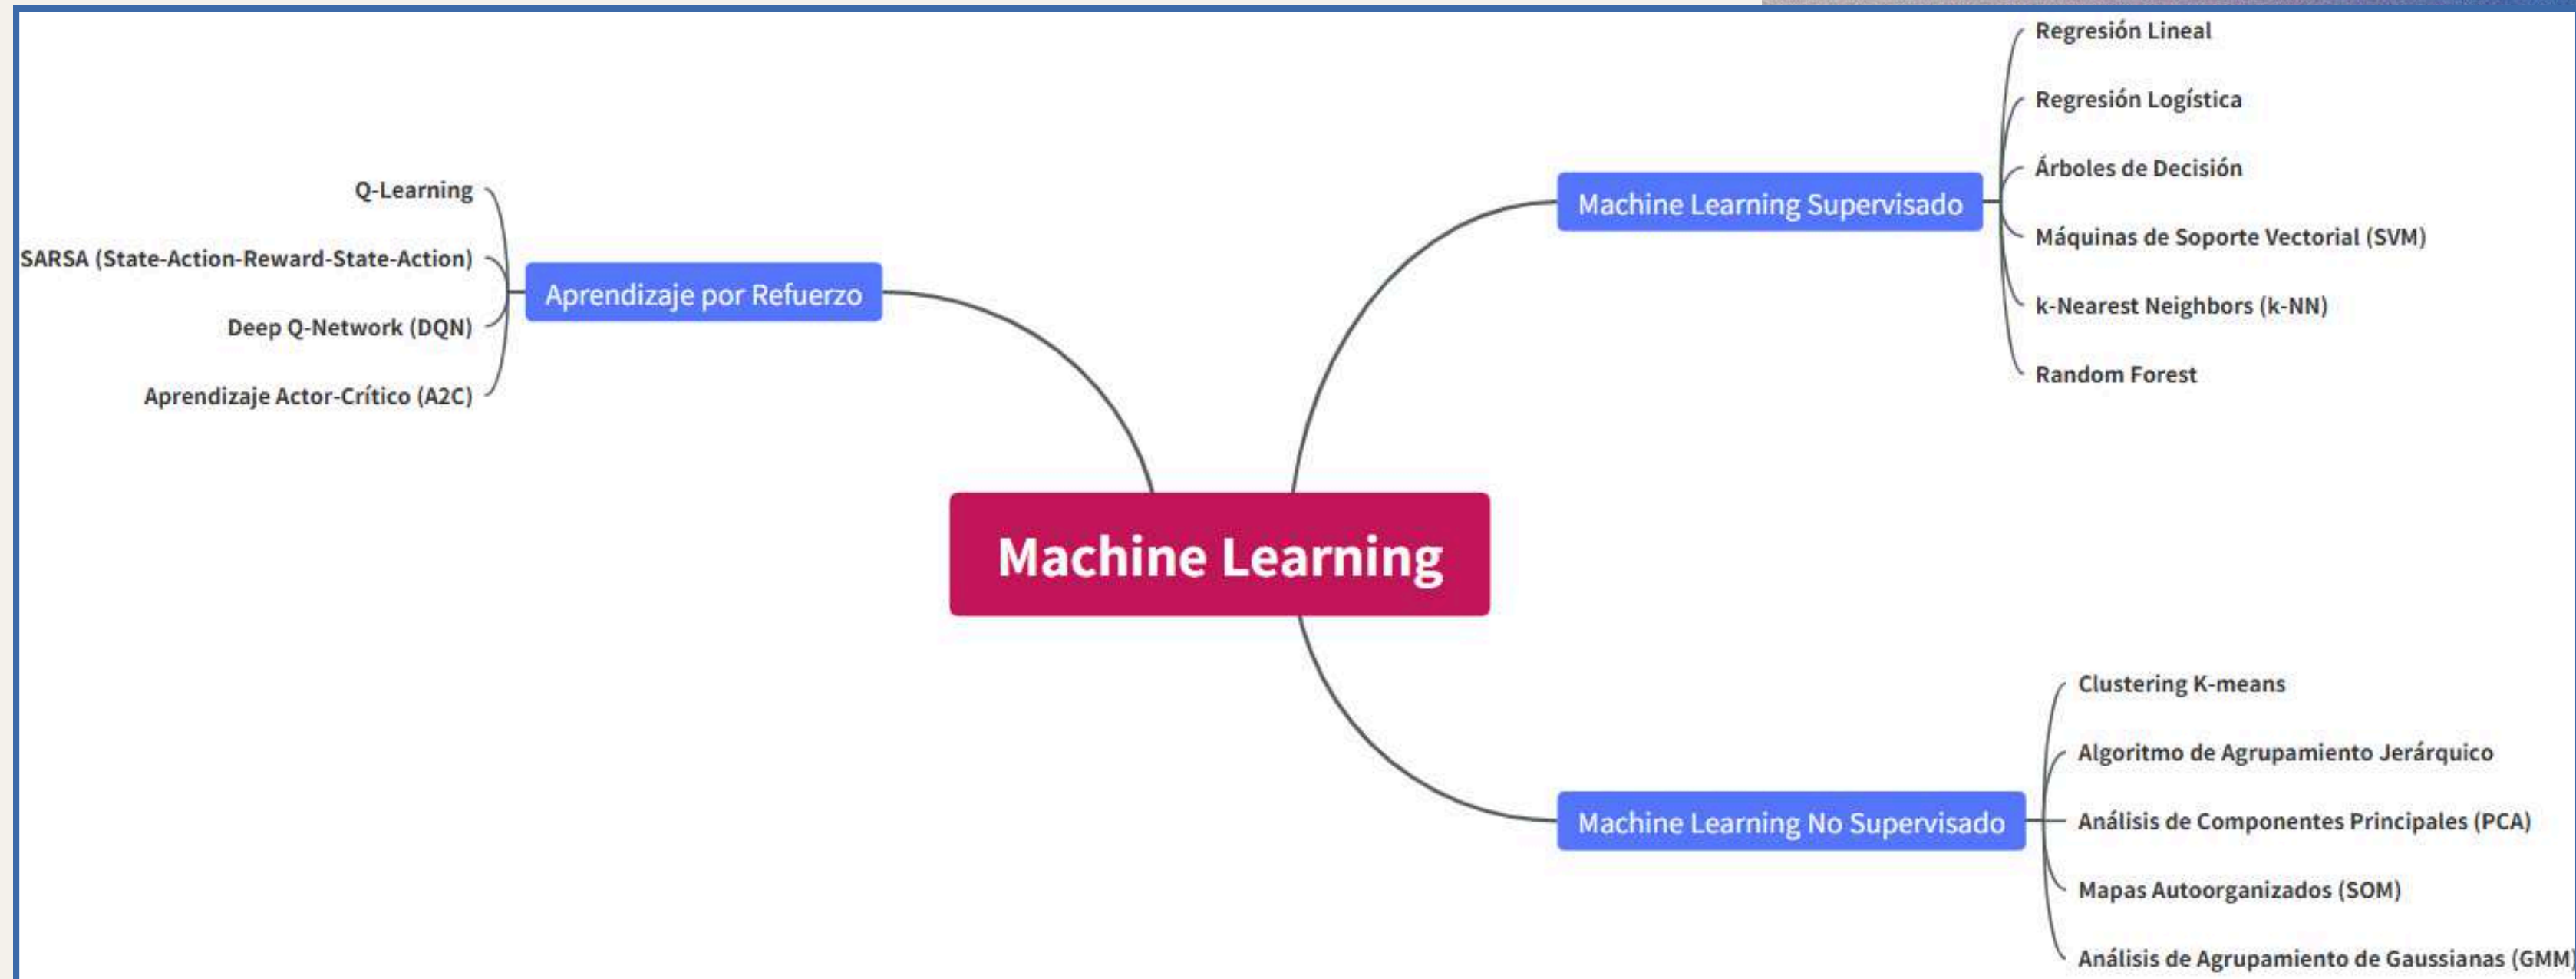 Machine Learning
Machine Learning Supervisado
Regresión Lineal
Regresión Logística
Árboles de Decisión
Máquinas de Soporte Vectorial (SVM)
k-Nearest Neighbors (k-NN)
Random Forest
Machine Learning No Supervisado
Clustering K-means
Algoritmo de Agrupamiento Jerárquico
Análisis de Componentes Principales (PCA)
Mapas Autoorganizados (SOM)
Análisis de Agrupamiento de Gaussianas (GMM)
Aprendizaje por Refuerzo
Q-Learning
SARSA (State-Action-Reward-State-Action)
Deep Q-Network (DQN)
Aprendizaje Actor-Crítico (A2C)